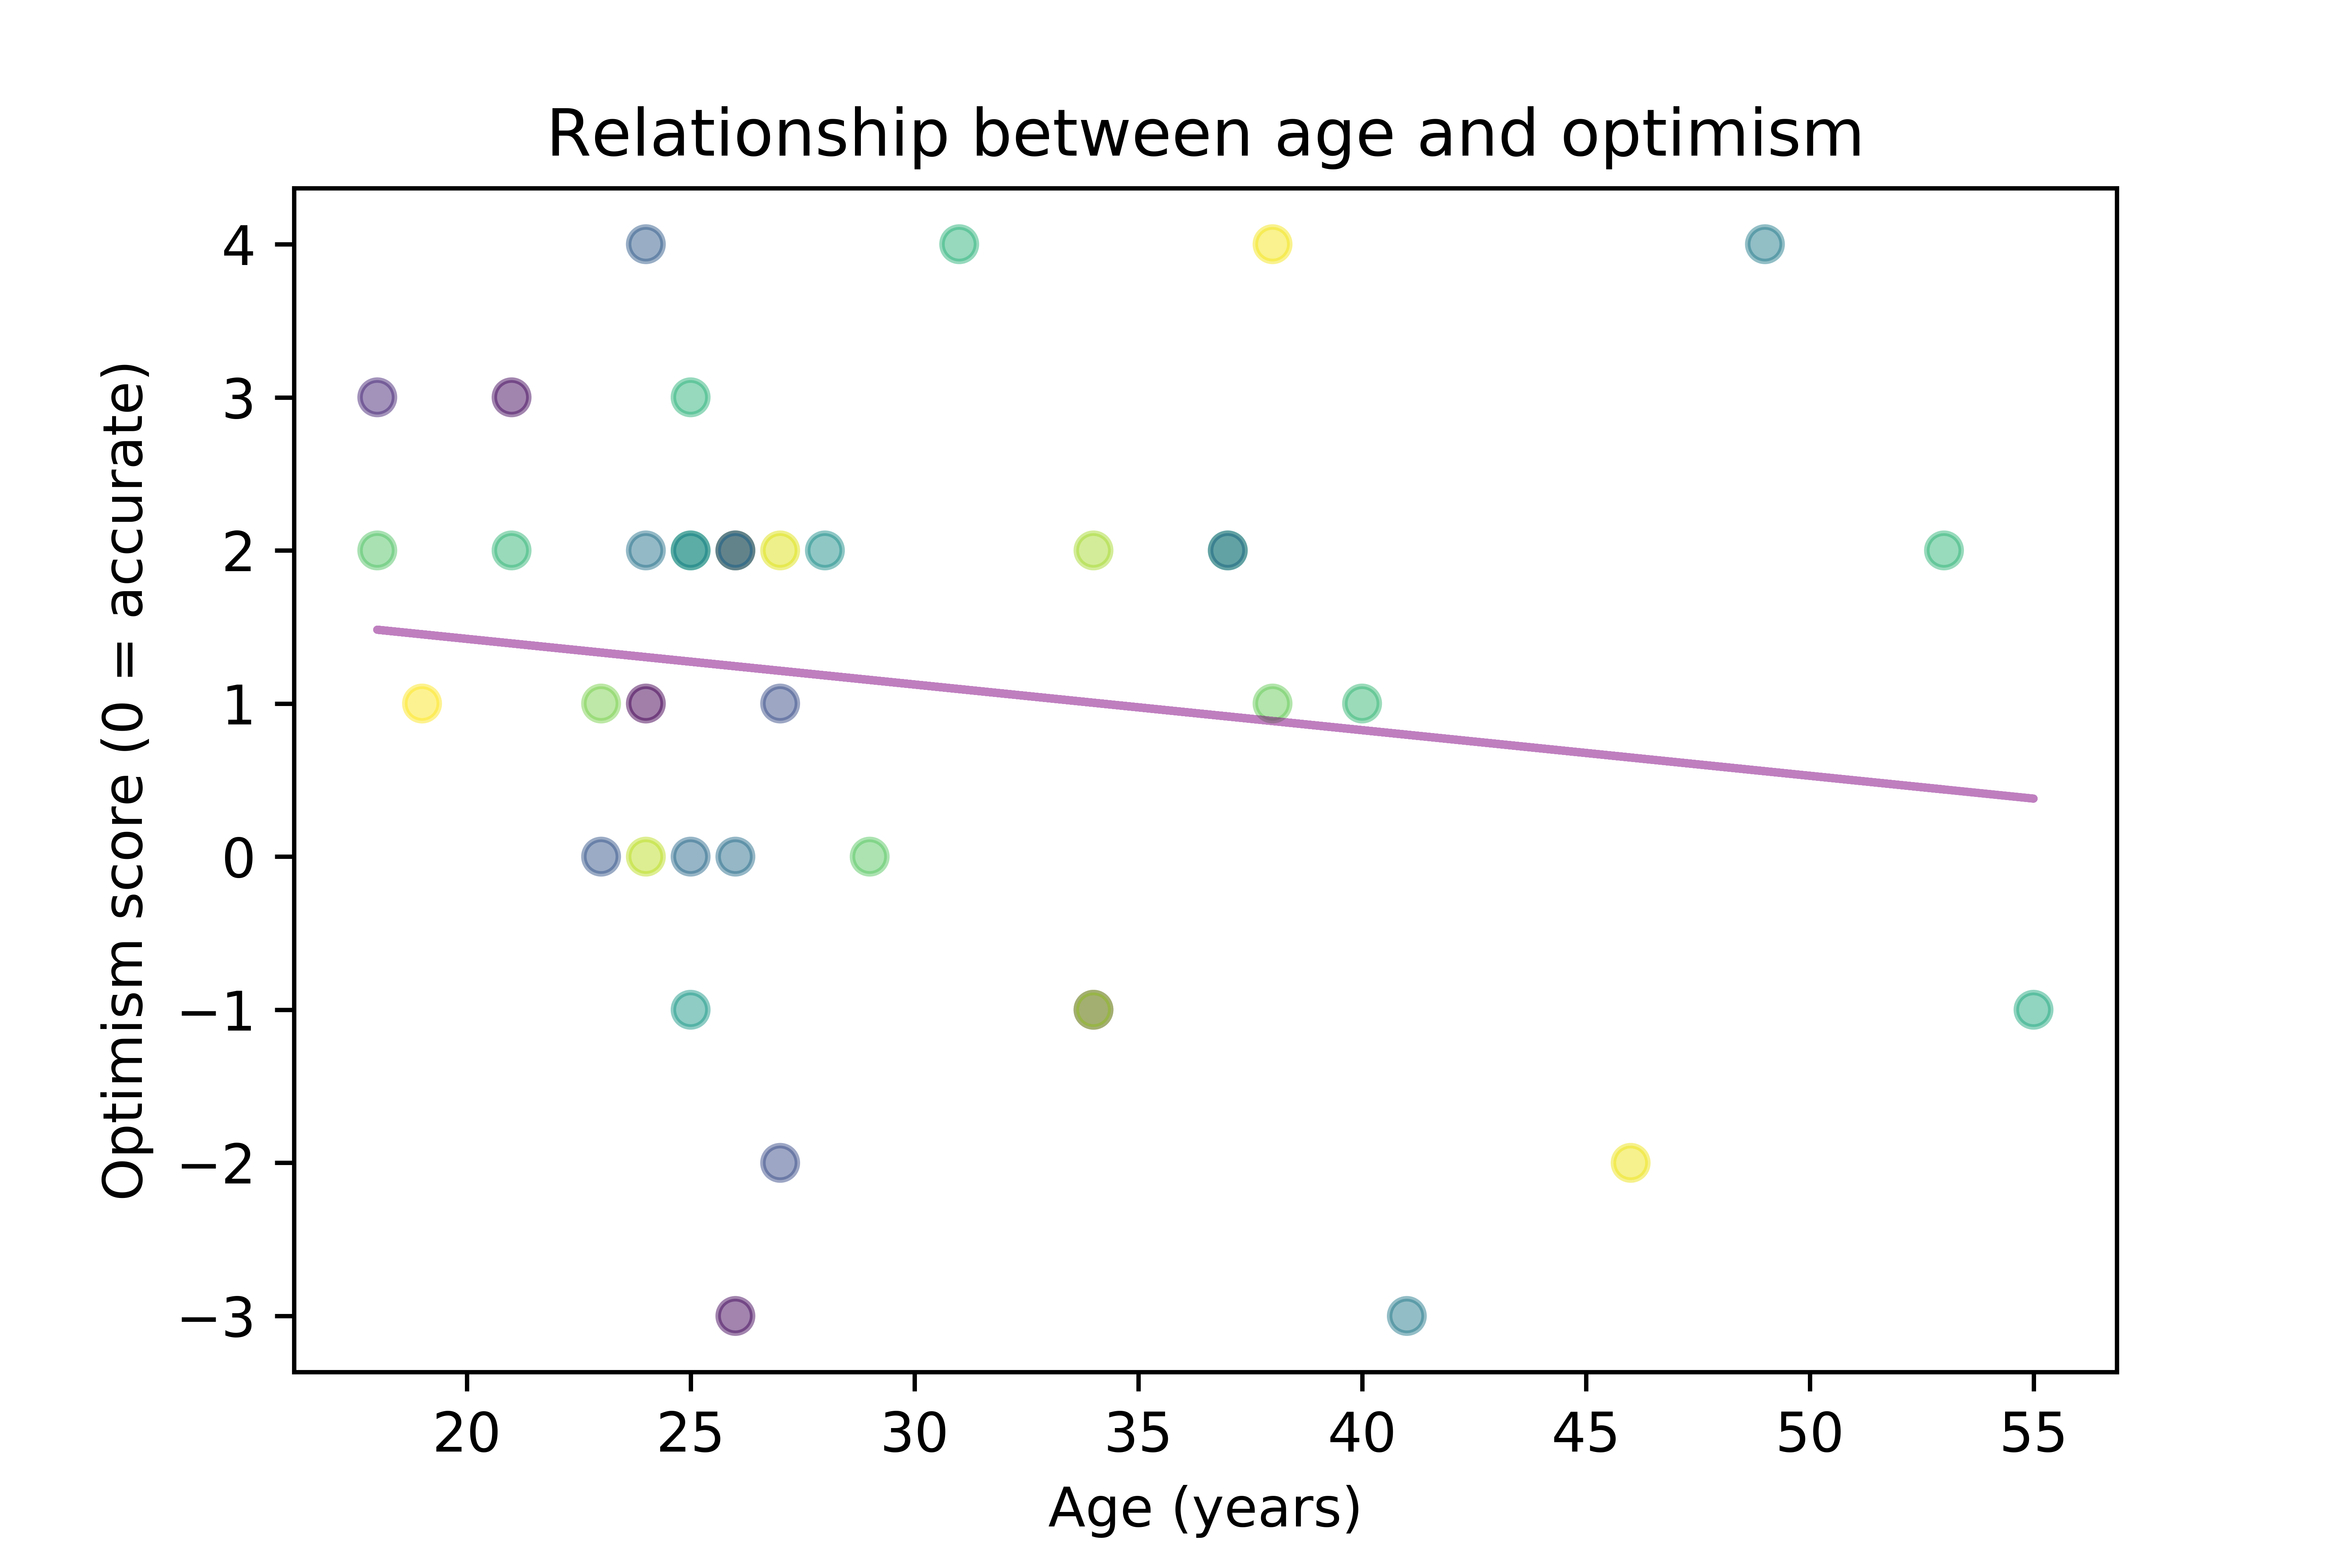 Relationship between age and optimism
4
3
2
1
0
−1
−2
−3
Optimism score (0 = accurate)
20 25 30 35 40 45 50 55
Age (years)